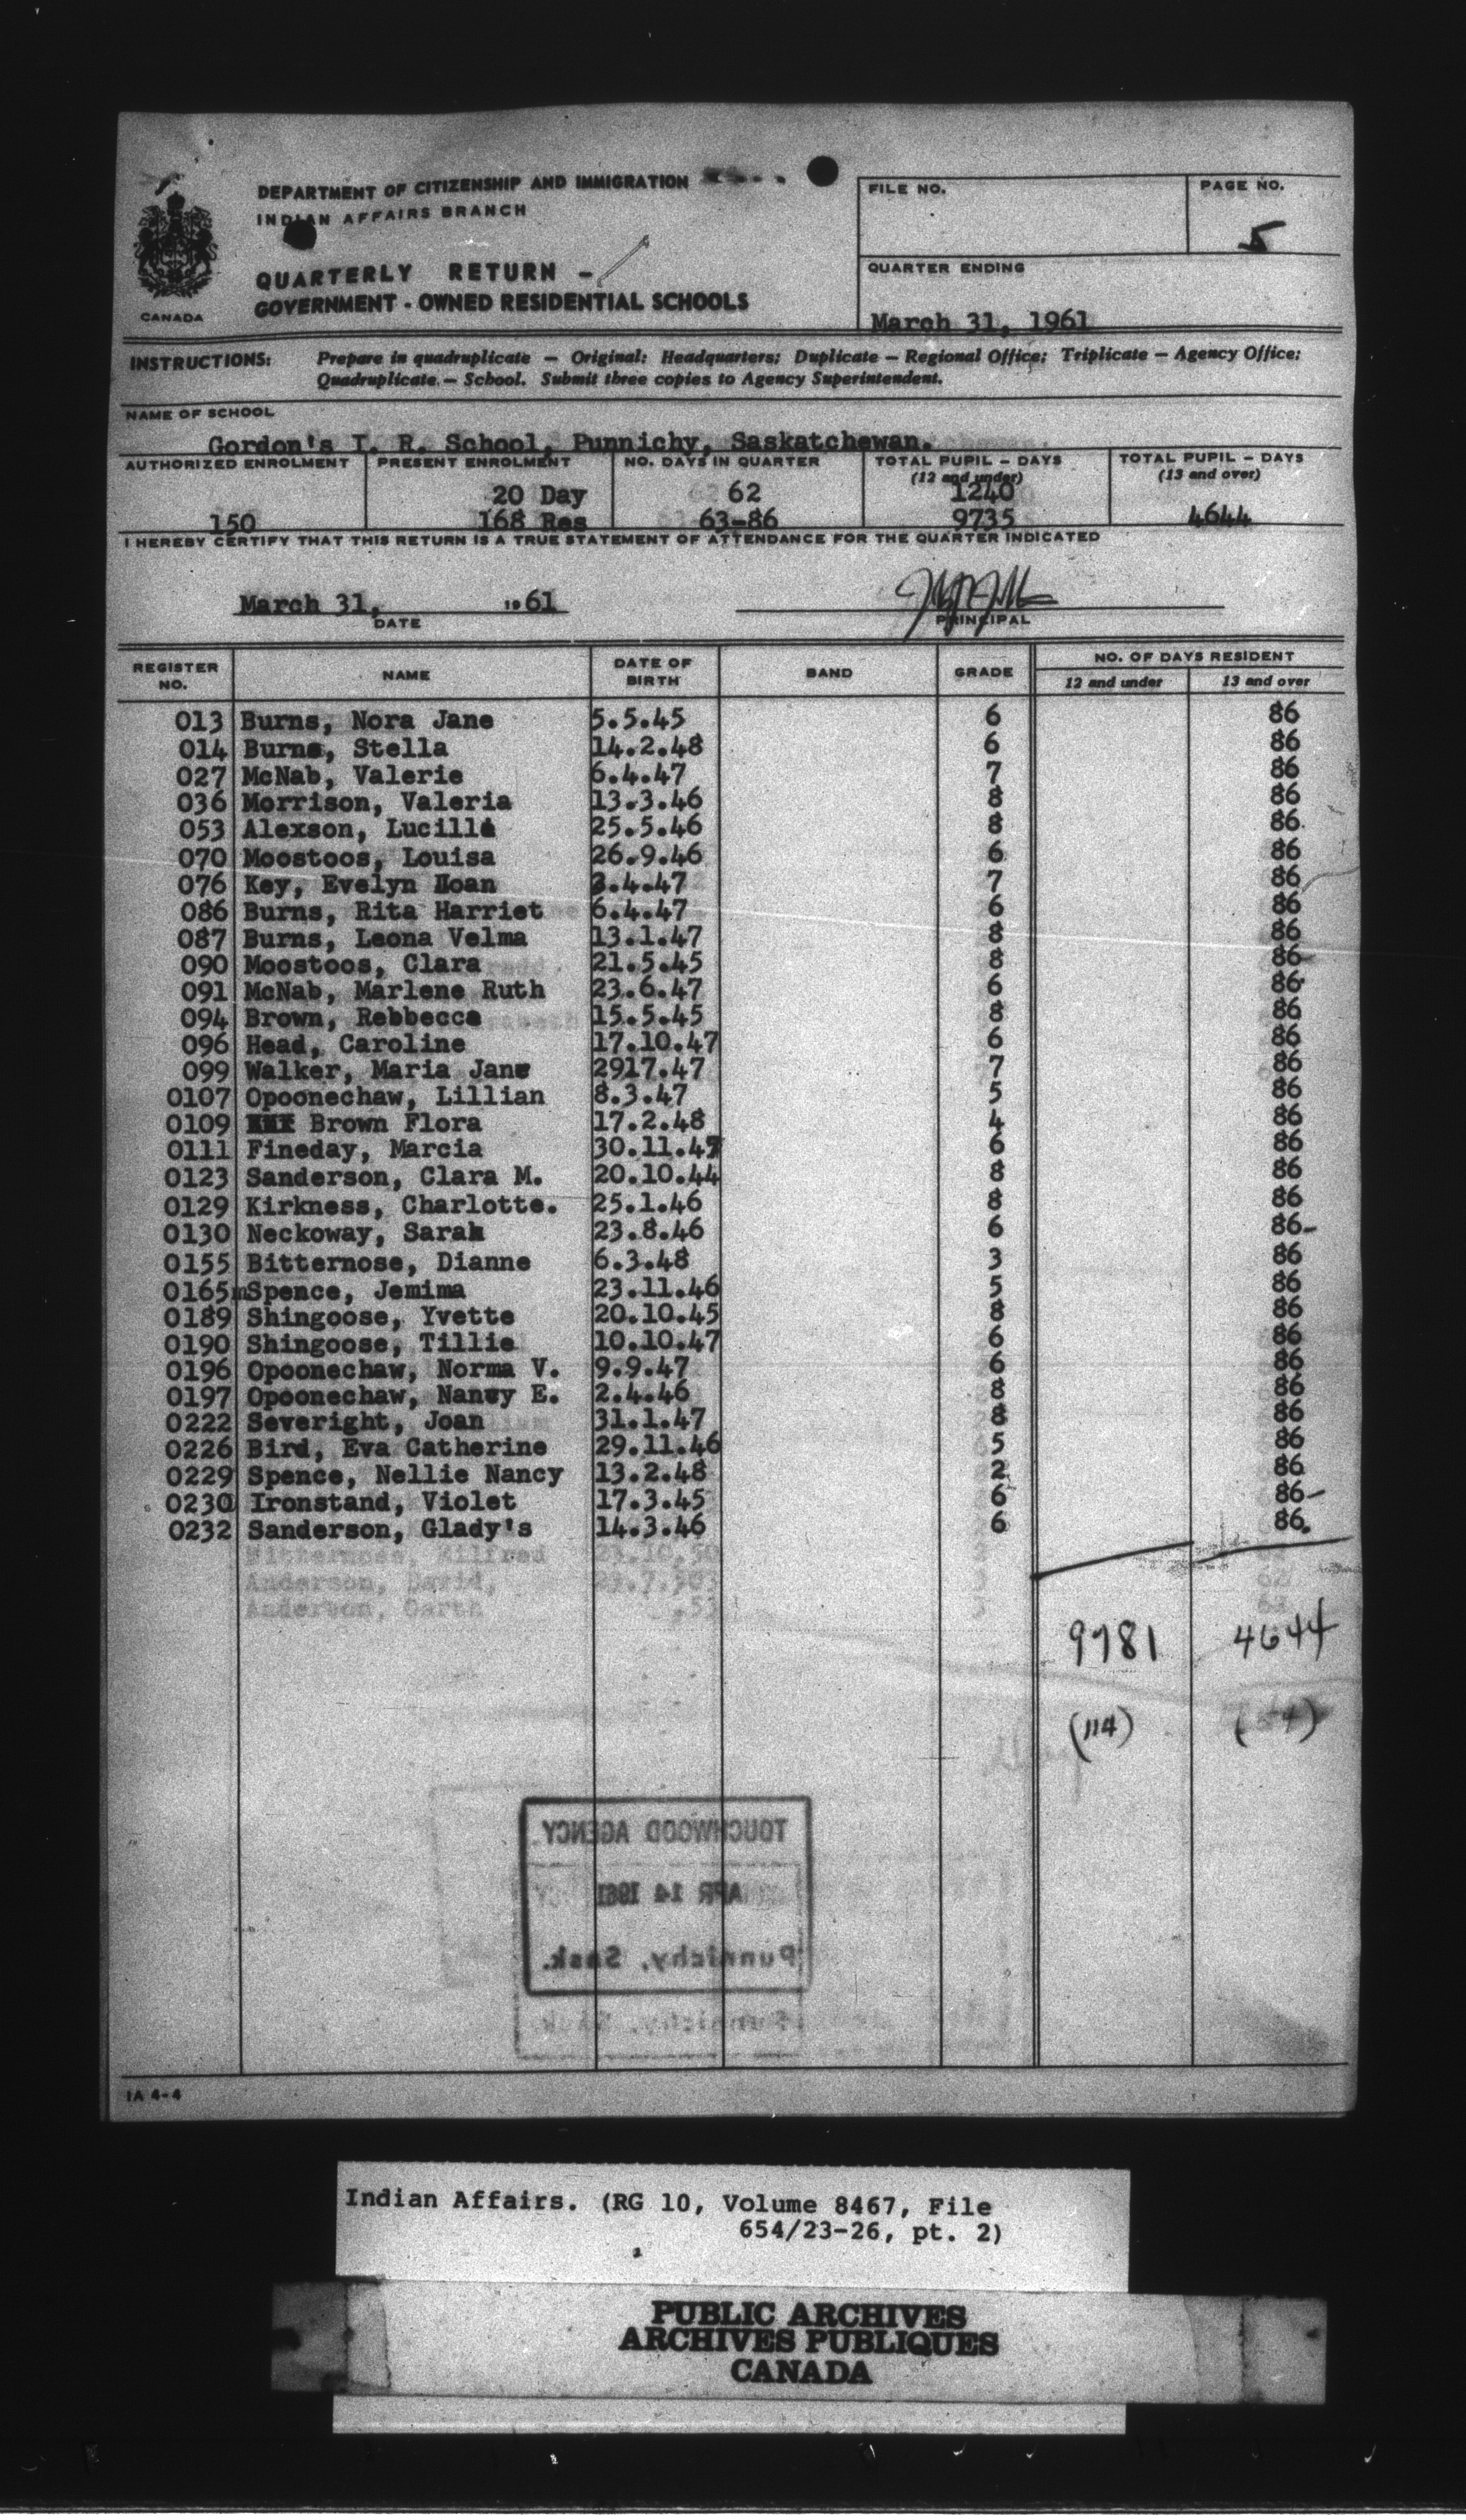 DEPARTMENT OF CITIZENSHIP AND IMMIGRATION
INDIAN AFFAIRS BRANCH
QUARTERLY RETURN -
GOVERNMENT - OWNED RESIDENTIAL SCHOOLS
CANADA
FILE NO.
PAGE NO.
5
QUARTER ENDING
March 31, 1961
INSTRUCTIONS: Prepare in quadruplicate — Original: Headquarters; Duplicate — Regional Office; Triplicate — Agency Office;
Quadruplicate. — School. Submit three copies to Agency Superintendent.
NAME OF SCHOOL
Gordon's I. R. School, Punnichy, Saskatchewan.
AUTHORIZED ENROLMENT PRESENT ENROLMENT NO. DAYS IN QUARTER TOTAL PUPIL - DAYS (12 and under) TOTAL PUPIL - DAYS (13 and over)
20 Day 62 1240
150 168 Res 63-86 9735 4644
I HEREBY CERTIFY THAT THIS RETURN IS A TRUE STATEMENT OF ATTENDANCE FOR THE QUARTER INDICATED
March 31, 1961
DATE PRINCIPAL
REGISTER NO. NAME DATE OF BIRTH BAND GRADE NO. OF DAYS RESIDENT
12 and under 13 and over
013 Burns, Nora Jane 5.5.45 6 86
014 Burns, Stella 14.2.48 6 86
027 McNab, Valerie 6.4.47 7 86
036 Morrison, Valeria 13.3.46 8 86
053 Alexson, Lucille 25.5.46 8 86.
070 Moostoos, Louisa 26.9.46 6 86
076 Key, Evelyn Hoan 3.4.47 7 86
086 Burns, Rita Harriet 6.4.47 6 86
087 Burns, Leona Velma 13.1.47 8 86
090 Moostoos, Clara 21.5.45 8 86-
091 McNab, Marlene Ruth 23.6.47 6 86
094 Brown, Rebbecca 15.5.45 8 86
096 Head, Caroline 17.10.47 6 86
099 Walker, Maria Jane 2917.47 7 86
0107 Opoonechaw, Lillian 8.3.47 5 86
0109 Brown Flora 17.2.48 4 86
0111 Fineday, Marcia 30.11.47 6 86
0123 Sanderson, Clara M. 20.10.44 8 86
0129 Kirkness, Charlotte. 25.1.46 8 86
0130 Neckoway, Sarah 23.8.46 6 86-
0155 Bitternose, Dianne 6.3.48 3 86
0165 Spence, Jemima 23.11.46 5 86
0189 Shingoose, Yvette 20.10.45 8 86
0190 Shingoose, Tillie 10.10.47 6 86
0196 Opoonechaw, Norma V. 9.9.47 6 86
0197 Opoonechaw, Nancy E. 2.4.46 8 86
0222 Severight, Joan 31.1.47 8 86
0226 Bird, Eva Catherine 29.11.46 5 86
0229 Spence, Nellie Nancy 13.2.48 2 86
0230 Ironstand, Violet 17.3.45 6 86-
0232 Sanderson, Glady's 14.3.46 6 86.
Anderson, David,
Anderson, Garth
9781 4644
(114) (54)
TOUCHWOOD AGENCY
APR 14 1961
Punnichy, Sask.
IA 4-4
Indian Affairs. (RG 10, Volume 8467, File
654/23-26, pt. 2)
PUBLIC ARCHIVES
ARCHIVES PUBLIQUES
CANADA